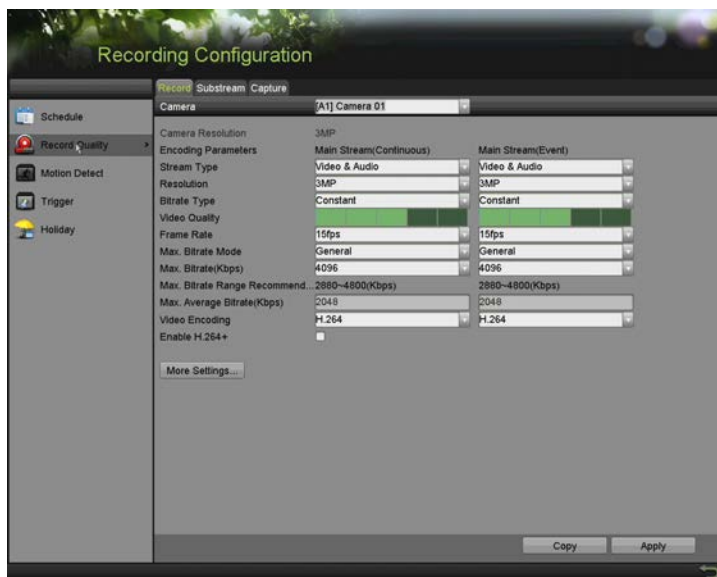 Recording Configuration
Record Substream Capture
Camera [A1] Camera 01
Schedule
Record Quality
Motion Detect
Trigger
Holiday
Camera Resolution 3MP
Encoding Parameters Main Stream(Continuous) Main Stream(Event)
Stream Type Video & Audio Video & Audio
Resolution 3MP 3MP
Bitrate Type Constant Constant
Video Quality
Frame Rate 15fps 15fps
Max. Bitrate Mode General General
Max. Bitrate(Kbps) 4096 4096
Max. Bitrate Range Recommend... 2880~4800(Kbps) 2880~4800(Kbps)
Max. Average Bitrate(Kbps) 2048 2048
Video Encoding H.264 H.264
Enable H.264+
More Settings...
Copy Apply